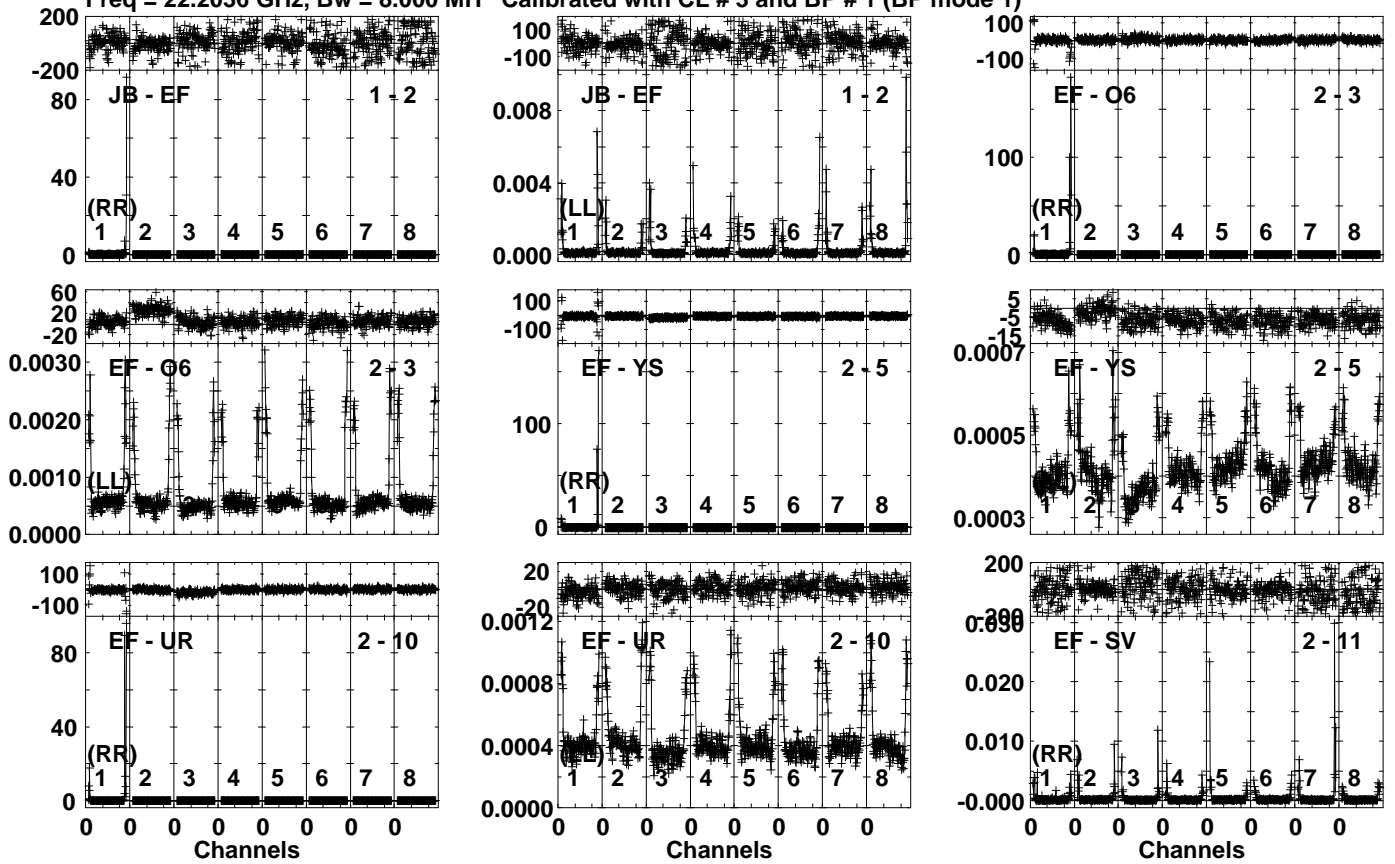 Freq = 22.2036 GHz, Bw = 8.000 MH Calibrated with CL # 3 and BP # 1 (BP mode 1)
200
-200
80
40
0
JB - EF 1 - 2
(RR)
1 2 3 4 5 6 7 8
100
-100
0.008
0.004
0.000
JB - EF 1 - 2
(LL)
1 2 3 4 5 6 7 8
100
-100
100
0
EF - O6 2 - 3
(RR)
1 2 3 4 5 6 7 8
60
20
-20
0.0030
0.0020
0.0010
0.0000
EF - O6 2 - 3
(LL)
100
-100
100
0
EF - YS 2 - 5
(RR)
1 2 3 4 5 6 7 8
5
-5
-15
0.0007
0.0005
0.0003
EF - YS 2 - 5
1 2 3 4 5 6 7 8
100
-100
80
40
0
EF - UR 2 - 10
(RR)
1 2 3 4 5 6 7 8
0 0 0 0 0 0 0 0
Channels
20
-20
0.0012
0.0008
0.0004
0.0000
EF - UR 2 - 10
(LL)
1 2 3 4 5 6 7 8
0 0 0 0 0 0 0 0
Channels
200
-200
0.030
0.020
0.010
-0.000
EF - SV 2 - 11
(RR)
1 2 3 4 5 6 7 8
0 0 0 0 0 0 0 0
Channels